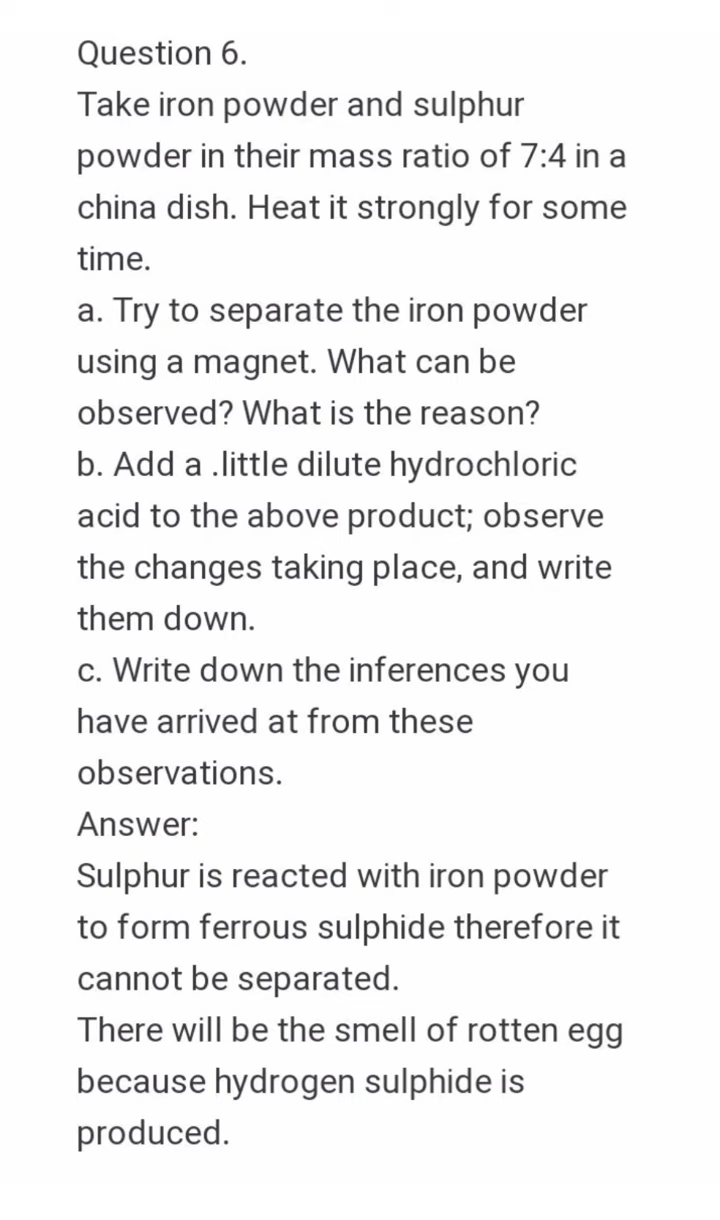 Question 6.
Take iron powder and sulphur
powder in their mass ratio of 7:4 in a
china dish. Heat it strongly for some
time.
a. Try to separate the iron powder
using a magnet. What can be
observed? What is the reason?
b. Add a .little dilute hydrochloric
acid to the above product; observe
the changes taking place, and write
them down.
c. Write down the inferences you
have arrived at from these
observations.
Answer:
Sulphur is reacted with iron powder
to form ferrous sulphide therefore it
cannot be separated.
There will be the smell of rotten egg
because hydrogen sulphide is
produced.